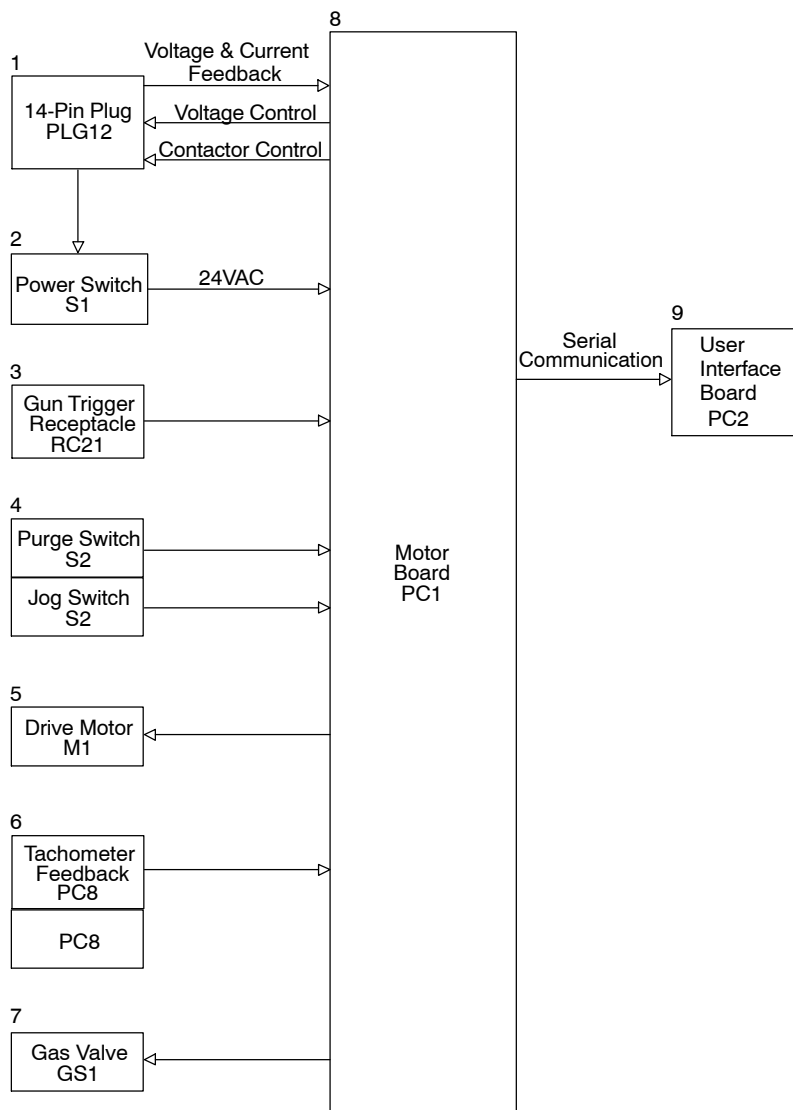 8
Voltage & Current
Feedback
1
14-Pin Plug
PLG12
Voltage Control
Contactor Control
2
Power Switch
S1
24VAC
9
Serial
Communication
User
Interface
Board
PC2
3
Gun Trigger
Receptacle
RC21
4
Purge Switch
S2
Jog Switch
S2
Motor
Board
PC1
5
Drive Motor
M1
6
Tachometer
Feedback
PC8
PC8
7
Gas Valve
GS1